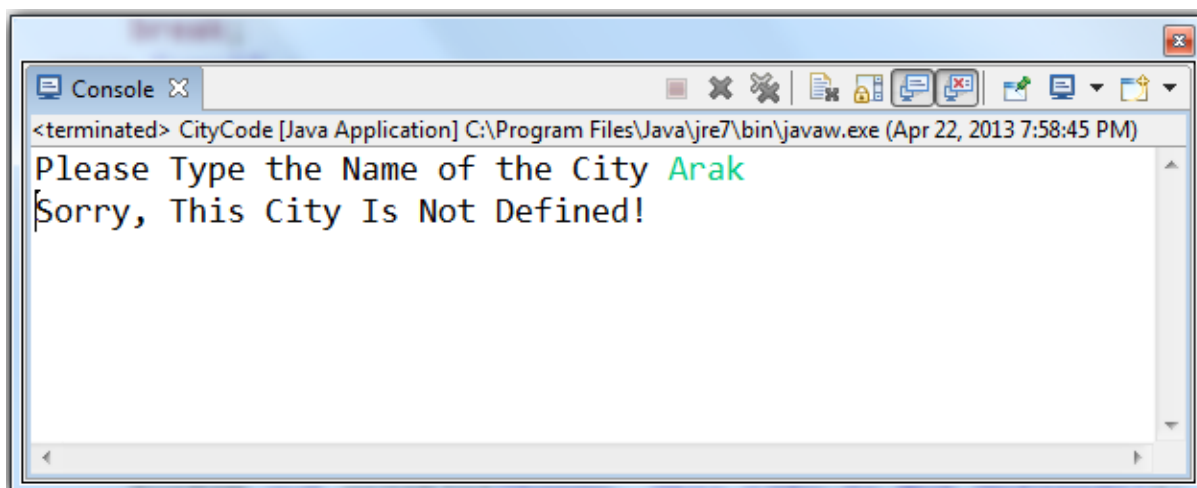 break;
Console
<terminated> CityCode [Java Application] C:\Program Files\Java\jre7\bin\javaw.exe (Apr 22, 2013 7:58:45 PM)
Please Type the Name of the City Arak
Sorry, This City Is Not Defined!